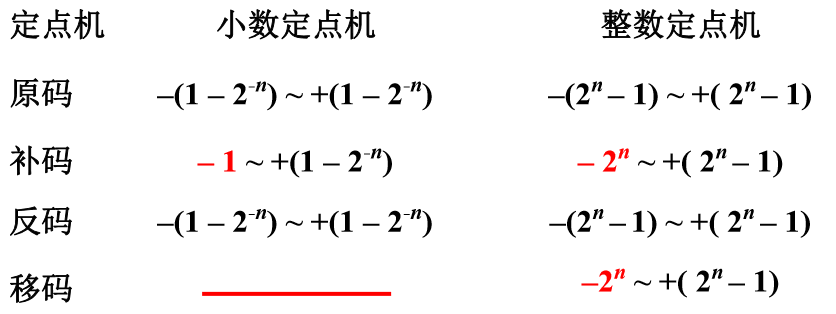 定点机 小数定点机 整数定点机
原码 –(1 – 2⁻ⁿ) ~ +(1 – 2⁻ⁿ) –(2ⁿ – 1) ~ +( 2ⁿ – 1)
补码 – 1 ~ +(1 – 2⁻ⁿ) – 2ⁿ ~ +( 2ⁿ – 1)
反码 –(1 – 2⁻ⁿ) ~ +(1 – 2⁻ⁿ) –(2ⁿ – 1) ~ +( 2ⁿ – 1)
移码 –2ⁿ ~ +( 2ⁿ – 1)